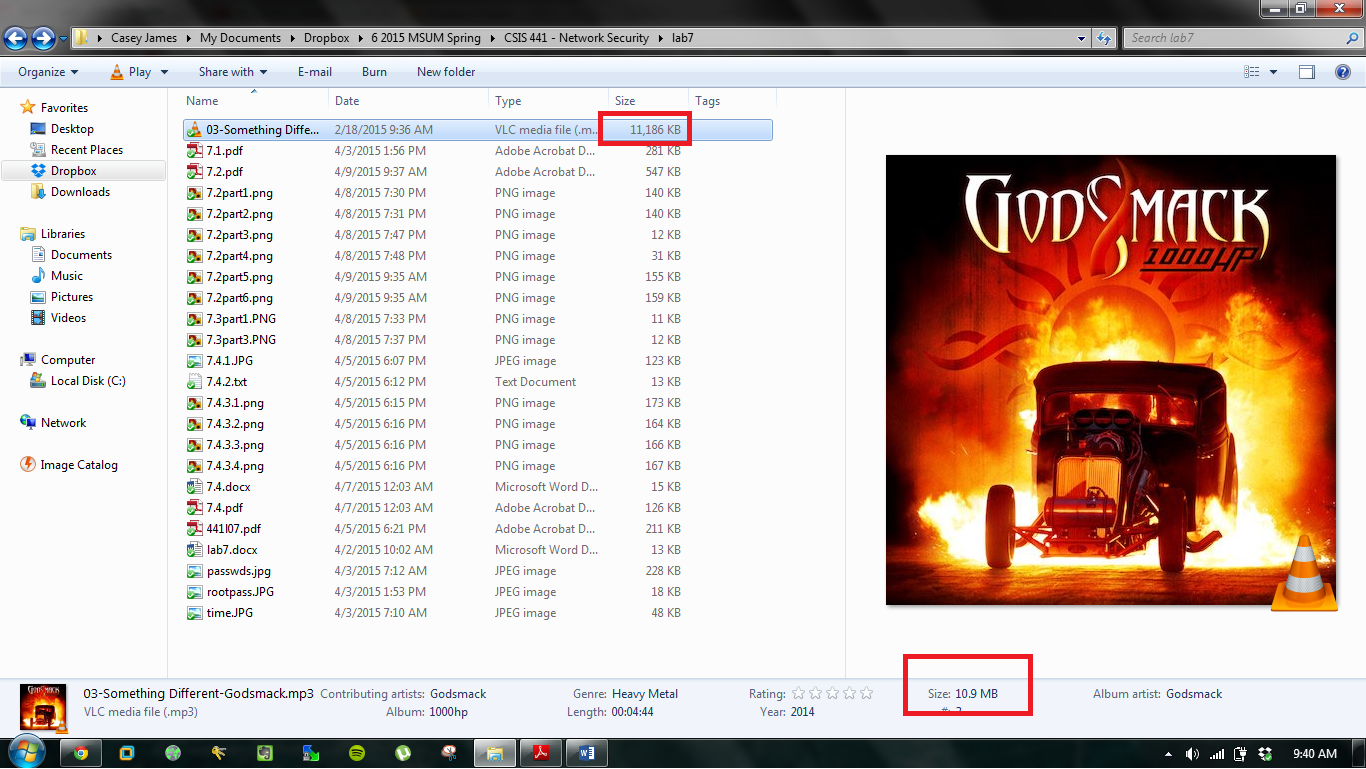 Casey James ▸ My Documents ▸ Dropbox ▸ 6 2015 MSUM Spring ▸ CSIS 441 - Network Security ▸ lab7
Search lab7
Organize Play Share with E-mail Burn New folder
Favorites
Desktop
Recent Places
Dropbox
Downloads
Libraries
Documents
Music
Pictures
Videos
Computer
Local Disk (C:)
Network
Image Catalog
Name Date Type Size Tags
03-Something Diffe... 2/18/2015 9:36 AM VLC media file (.m... 11,186 KB
7.1.pdf 4/3/2015 1:56 PM Adobe Acrobat D... 281 KB
7.2.pdf 4/9/2015 9:37 AM Adobe Acrobat D... 547 KB
7.2part1.png 4/8/2015 7:30 PM PNG image 140 KB
7.2part2.png 4/8/2015 7:31 PM PNG image 140 KB
7.2part3.png 4/8/2015 7:47 PM PNG image 12 KB
7.2part4.png 4/8/2015 7:48 PM PNG image 31 KB
7.2part5.png 4/9/2015 9:35 AM PNG image 155 KB
7.2part6.png 4/9/2015 9:35 AM PNG image 159 KB
7.3part1.PNG 4/8/2015 7:33 PM PNG image 11 KB
7.3part3.PNG 4/8/2015 7:37 PM PNG image 12 KB
7.4.1.JPG 4/5/2015 6:07 PM JPEG image 123 KB
7.4.2.txt 4/5/2015 6:12 PM Text Document 13 KB
7.4.3.1.png 4/5/2015 6:15 PM PNG image 173 KB
7.4.3.2.png 4/5/2015 6:16 PM PNG image 164 KB
7.4.3.3.png 4/5/2015 6:16 PM PNG image 166 KB
7.4.3.4.png 4/5/2015 6:16 PM PNG image 167 KB
7.4.docx 4/7/2015 12:03 AM Microsoft Word D... 15 KB
7.4.pdf 4/7/2015 12:03 AM Adobe Acrobat D... 126 KB
441l07.pdf 4/5/2015 6:21 PM Adobe Acrobat D... 211 KB
lab7.docx 4/2/2015 10:02 AM Microsoft Word D... 13 KB
passwds.jpg 4/3/2015 7:12 AM JPEG image 228 KB
rootpass.JPG 4/3/2015 1:53 PM JPEG image 18 KB
time.JPG 4/3/2015 7:10 AM JPEG image 48 KB
GODSMACK
1000HP
03-Something Different-Godsmack.mp3 Contributing artists: Godsmack Genre: Heavy Metal Rating: Size: 10.9 MB Album artist: Godsmack
VLC media file (.mp3) Album: 1000hp Length: 00:04:44 Year: 2014
9:40 AM